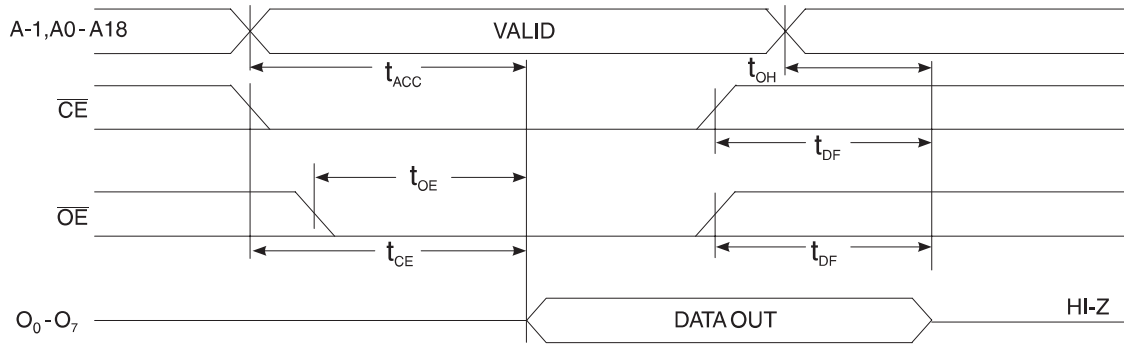 A-1,A0-A18
VALID
tACC
tOH
CE
tDF
tOE
OE
tCE
tDF
O0-O7
DATA OUT
HI-Z